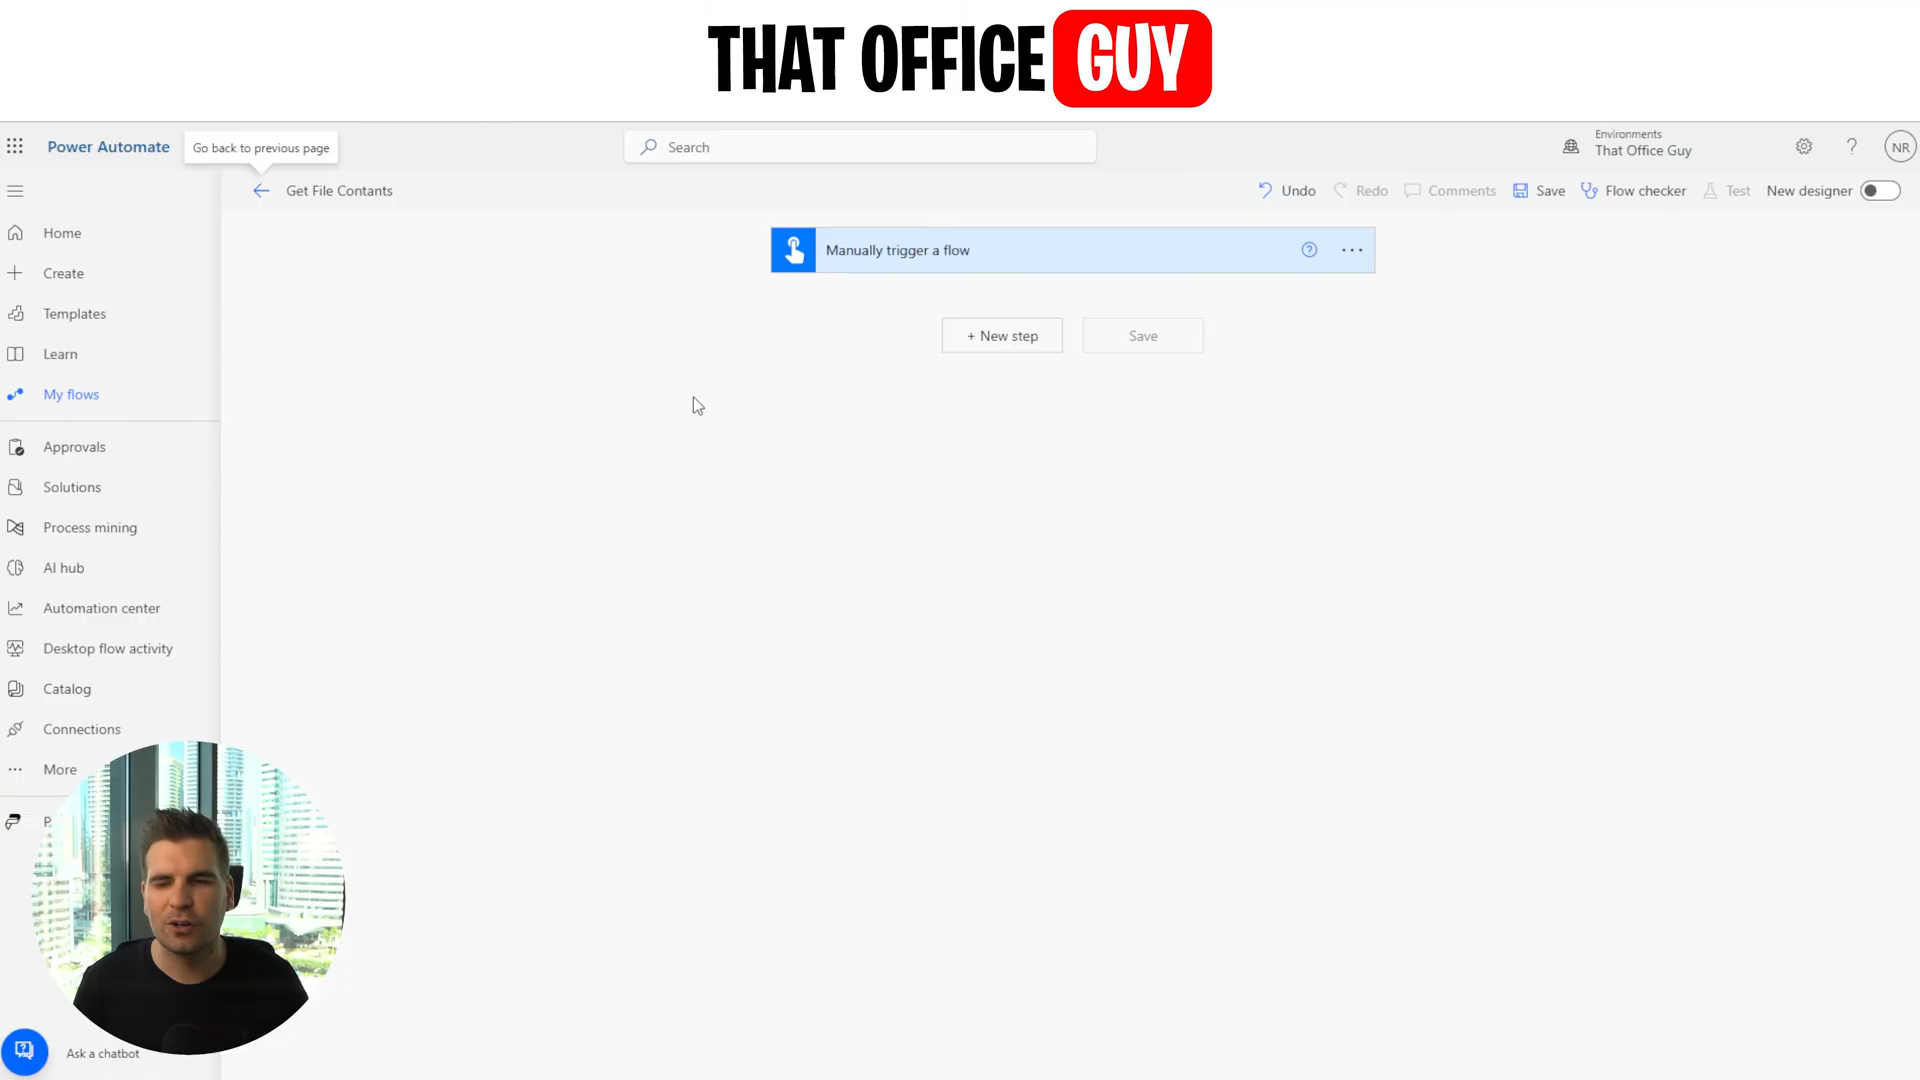 THAT OFFICE GUY
Power Automate
Go back to previous page
Search
Environments
That Office Guy
?
NR
Get File Contants
Undo
Redo
Comments
Save
Flow checker
Test
New designer
Home
Create
Templates
Learn
My flows
Approvals
Solutions
Process mining
AI hub
Automation center
Desktop flow activity
Catalog
Connections
More
P
Manually trigger a flow
?
...
+ New step
Save
Ask a chatbot